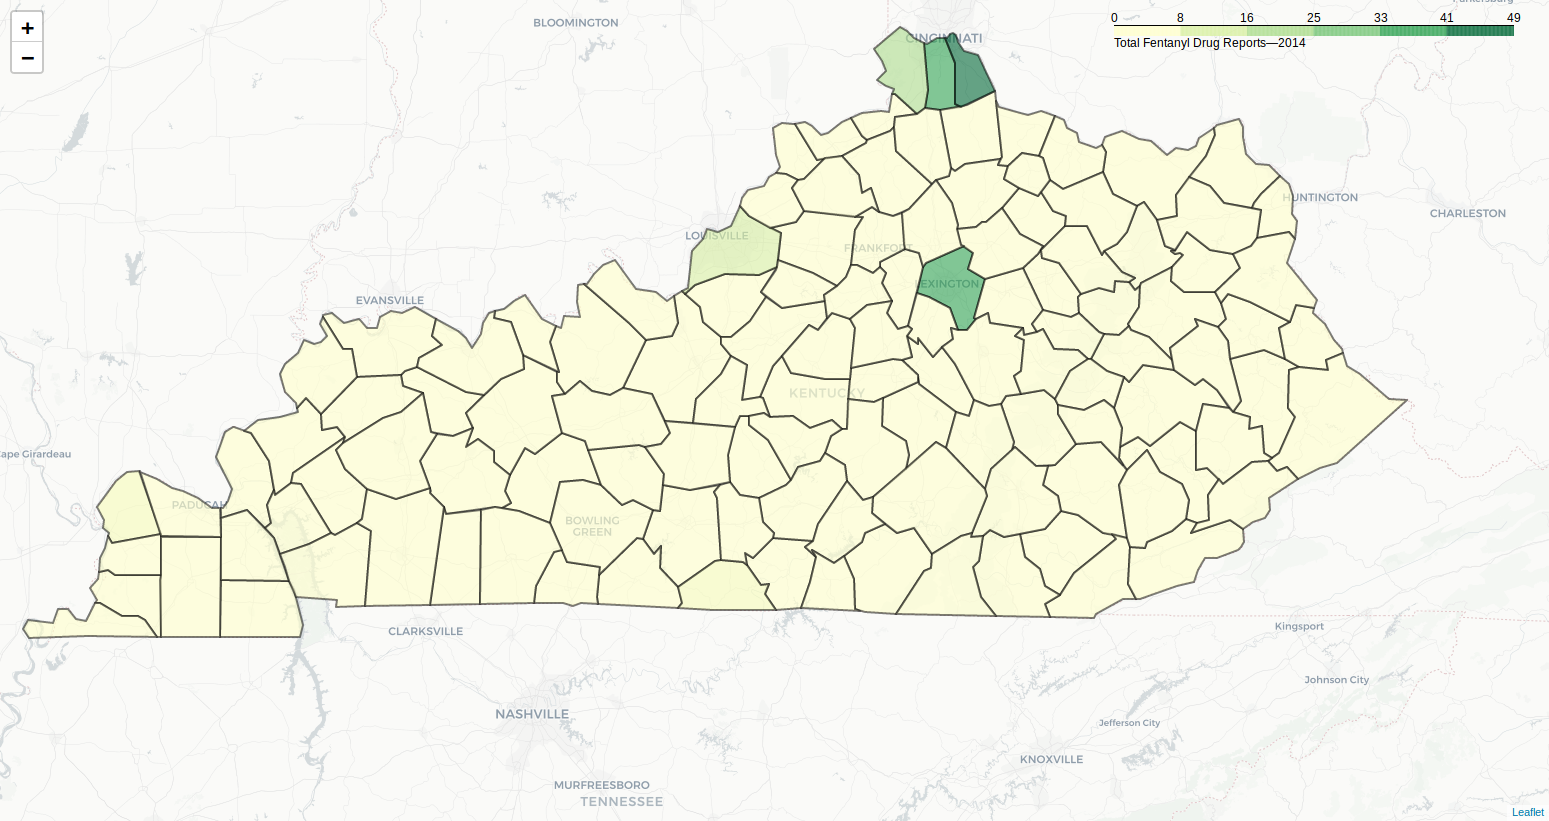 +
−
0 8 16 25 33 41 49
Total Fentanyl Drug Reports—2014
BLOOMINGTON
CINCINNATI
HUNTINGTON
CHARLESTON
LOUISVILLE
FRANKFORT
LEXINGTON
EVANSVILLE
KENTUCKY
Cape Girardeau
PADUCAH
BOWLING
GREEN
CLARKSVILLE
Kingsport
Johnson City
NASHVILLE
Jefferson City
KNOXVILLE
MURFREESBORO
TENNESSEE
Leaflet